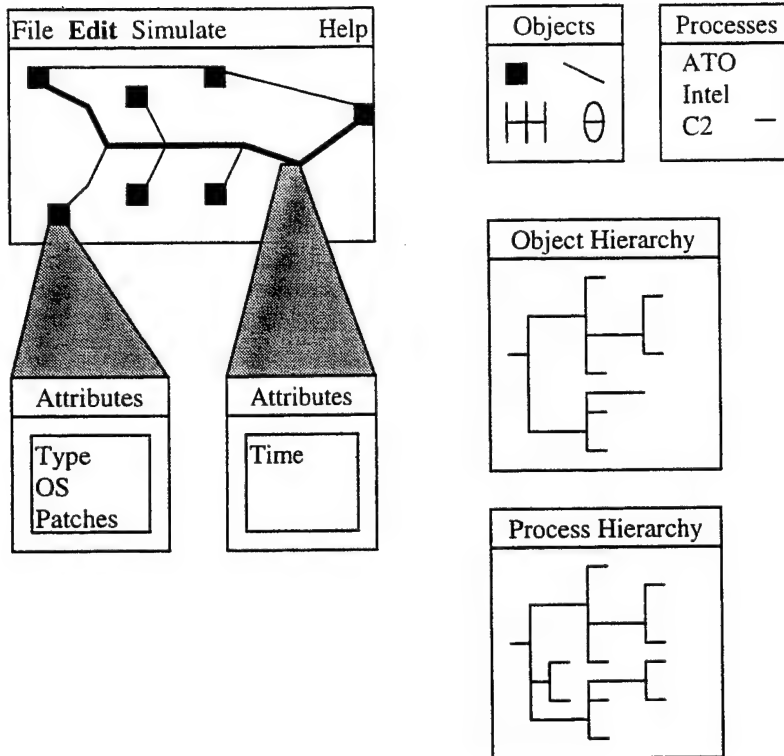 File Edit Simulate Help
Attributes
Type
OS
Patches
Attributes
Time
Objects
Processes
ATO
Intel
C2
Object Hierarchy
Process Hierarchy